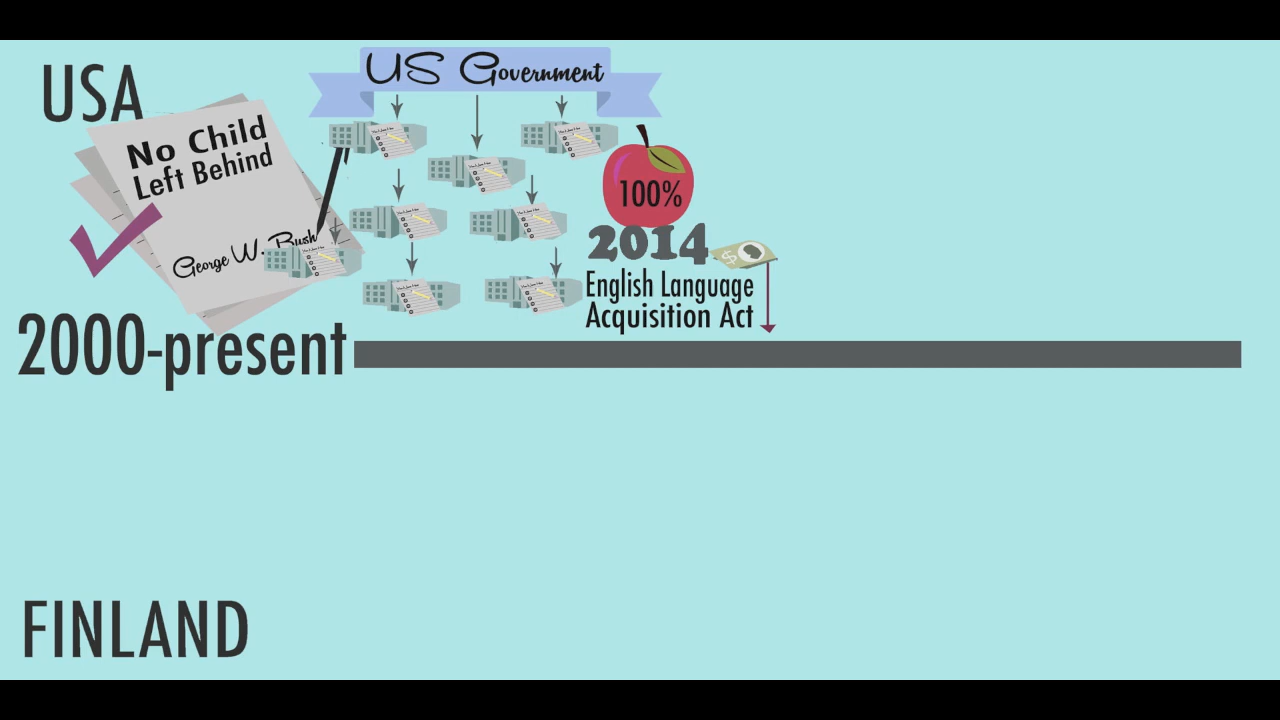 USA
No Child
Left Behind
George W. Bush
US Government
100%
2014
$
English Language
Acquisition Act
2000-present
FINLAND